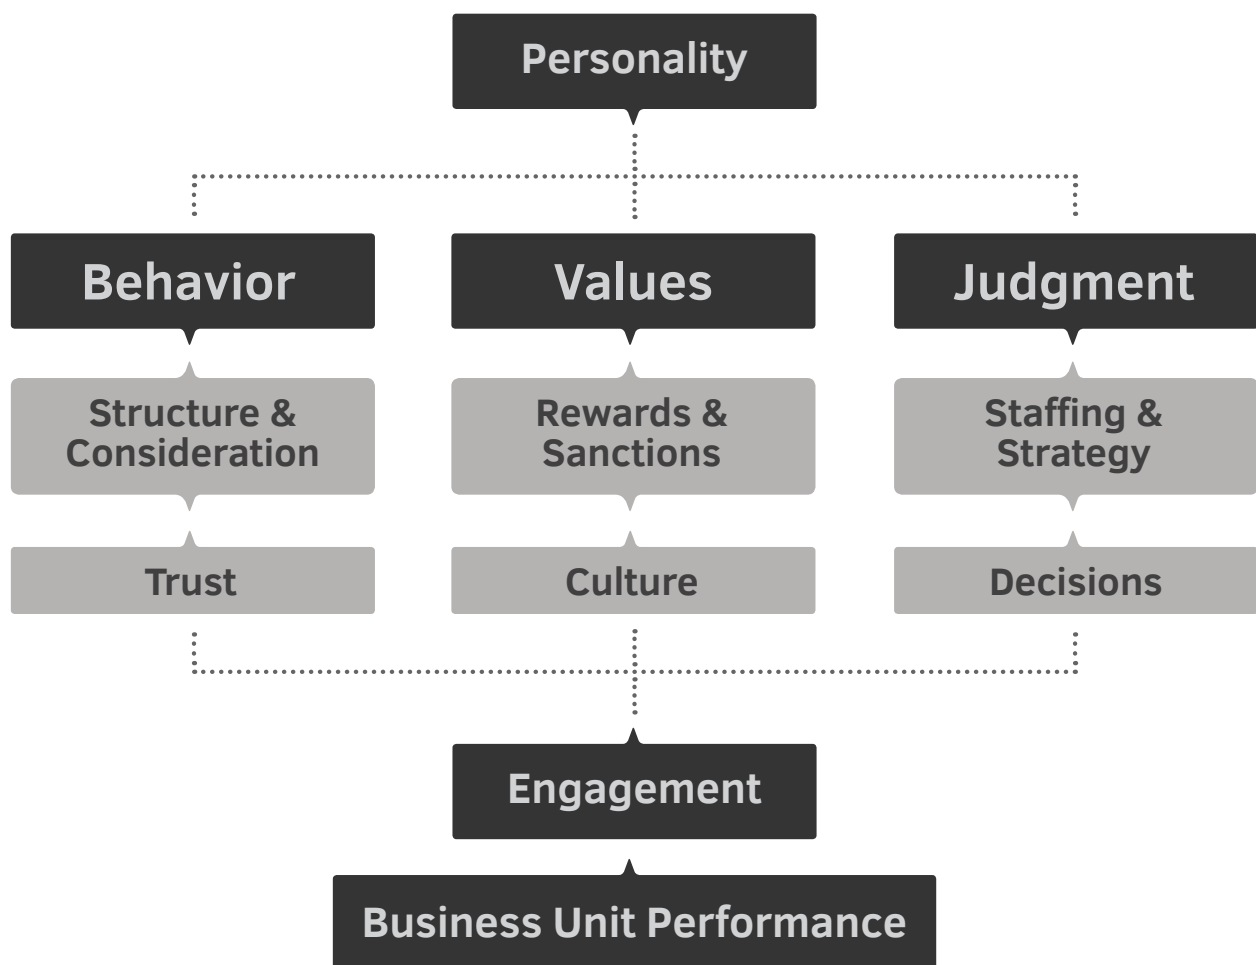 Personality
Behavior
Values
Judgment
Structure &
Consideration
Rewards &
Sanctions
Staffing &
Strategy
Trust
Culture
Decisions
Engagement
Business Unit Performance